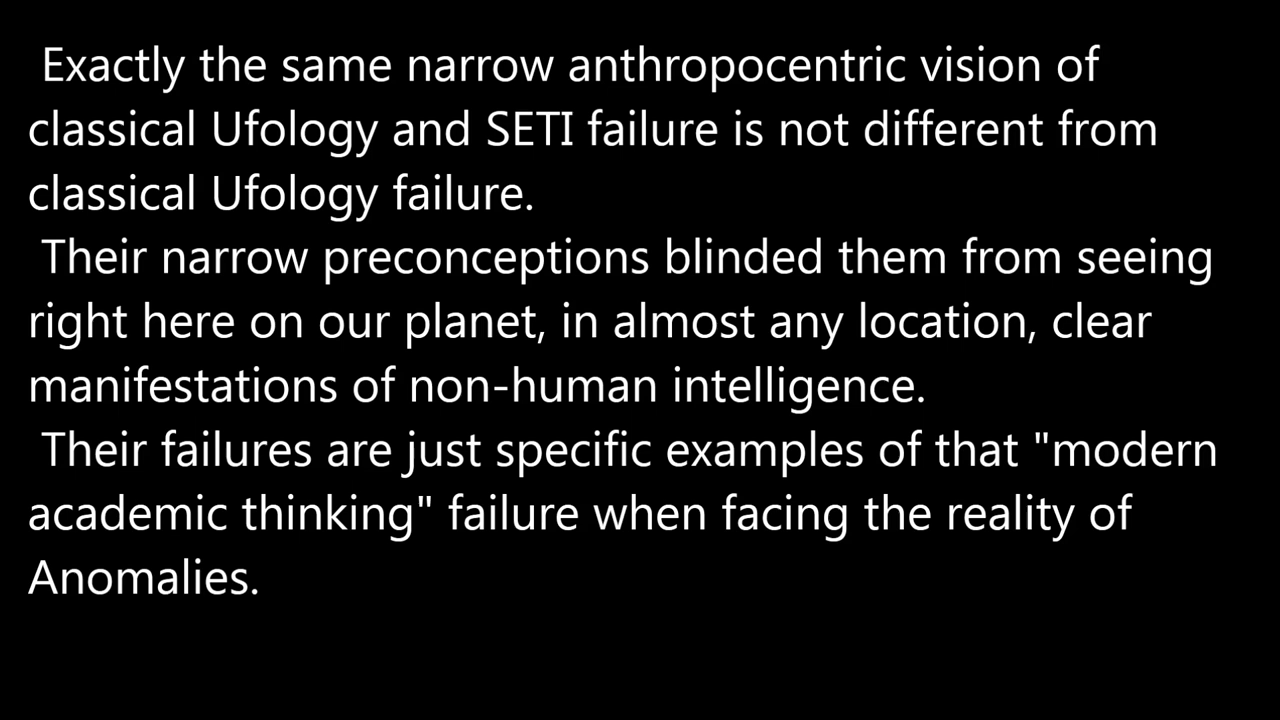 Exactly the same narrow anthropocentric vision of
classical Ufology and SETI failure is not different from
classical Ufology failure.
Their narrow preconceptions blinded them from seeing
right here on our planet, in almost any location, clear
manifestations of non-human intelligence.
Their failures are just specific examples of that "modern
academic thinking" failure when facing the reality of
Anomalies.